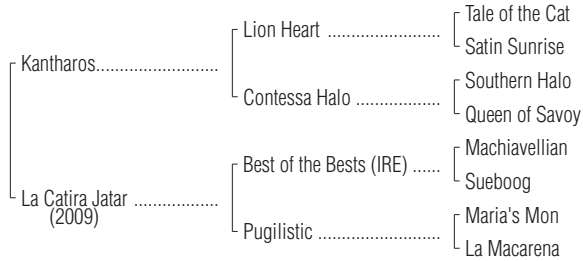 Tale of the Cat
Lion Heart ......................
Satin Sunrise
Kantharos........................
Southern Halo
Contessa Halo .................
Queen of Savoy
Machiavellian
Best of the Bests (IRE) ......
Sueboog
La Catira Jatar .................
(2009)
Maria's Mon
Pugilistic ........................
La Macarena